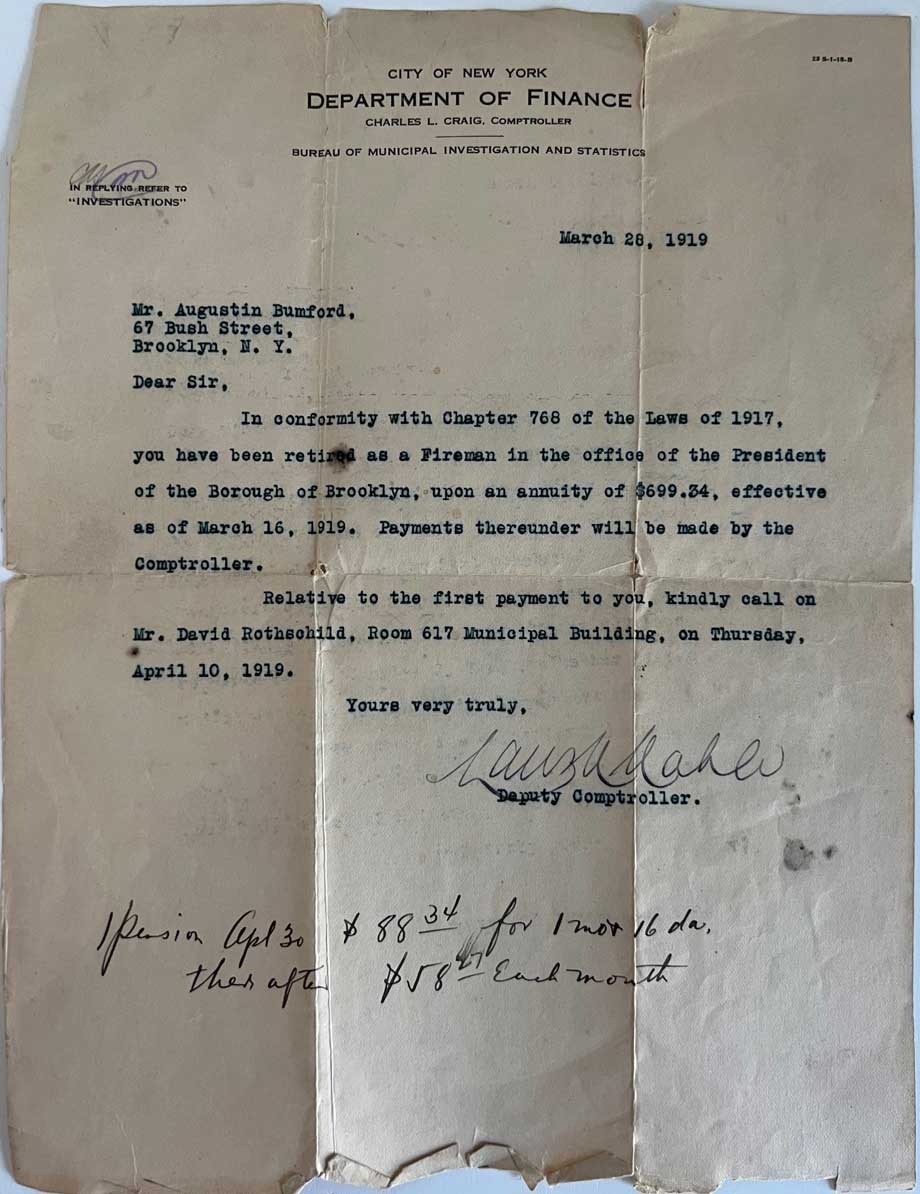 23 S-1-18-B
CITY OF NEW YORK
DEPARTMENT OF FINANCE
CHARLES L. CRAIG, COMPTROLLER
BUREAU OF MUNICIPAL INVESTIGATION AND STATISTICS
IN REPLYING REFER TO
"INVESTIGATIONS"
March 28, 1919
Mr. Augustin Bumford,
67 Bush Street,
Brooklyn, N. Y.
Dear Sir,
In conformity with Chapter 768 of the Laws of 1917,
you have been retired as a Fireman in the office of the President
of the Borough of Brooklyn, upon an annuity of $699.34, effective
as of March 16, 1919. Payments thereunder will be made by the
Comptroller.
Relative to the first payment to you, kindly call on
Mr. David Rothschild, Room 617 Municipal Building, on Thursday,
April 10, 1919.
Yours very truly,
Deputy Comptroller.
1 Pension Apl 30 $ 88 34 for 1 mos 16 da.
there after $58 27 Each month